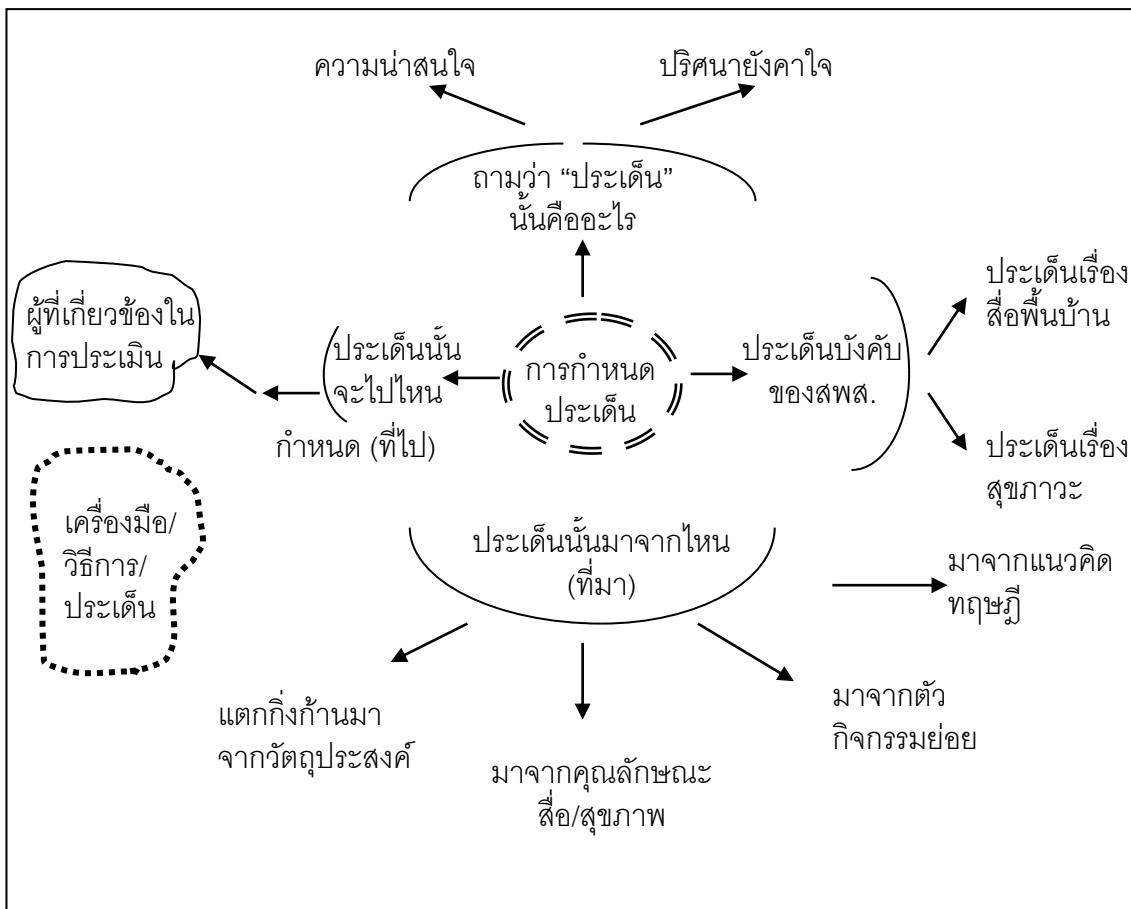 ความน่าสนใจ
ปริศนายังคาใจ
ถามว่า “ประเด็น”
นั้นคืออะไร
ผู้ที่เกี่ยวข้องใน
การประเมิน
ประเด็นนั้น
จะไปไหน
กำหนด (ที่ไป)
การกำหนด
ประเด็น
ประเด็นบังคับ
ของสพส.
ประเด็นเรื่อง
สื่อพื้นบ้าน
ประเด็นเรื่อง
สุขภาวะ
เครื่องมือ/
วิธีการ/
ประเด็น
ประเด็นนั้นมาจากไหน
(ที่มา)
มาจากแนวคิด
ทฤษฎี
แตกกิ่งก้านมา
จากวัตถุประสงค์
มาจากคุณลักษณะ
สื่อ/สุขภาพ
มาจากตัว
กิจกรรมย่อย